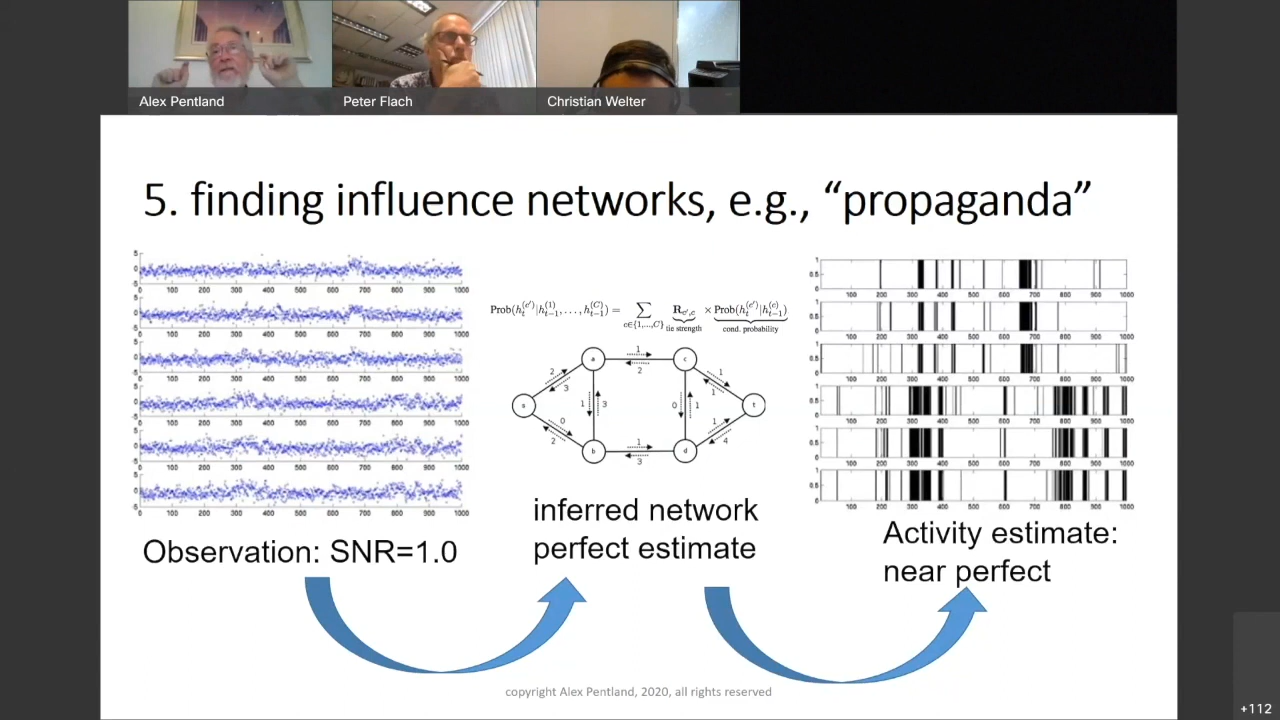 Alex Pentland
Peter Flach
Christian Welter
5. finding influence networks, e.g., “propaganda”
Prob(h_t^{(c')}|h_{t-1}^{(1)}, ..., h_{t-1}^{(C)}) = ∑_{c∈{1,...,C}} R_{c',c} × Prob(h_t^{(c')}|h_{t-1}^{(c)})
tie strength
cond. probability
a
c
s
t
b
d
inferred network
perfect estimate
Observation: SNR=1.0
Activity estimate:
near perfect
copyright Alex Pentland, 2020, all rights reserved
+112